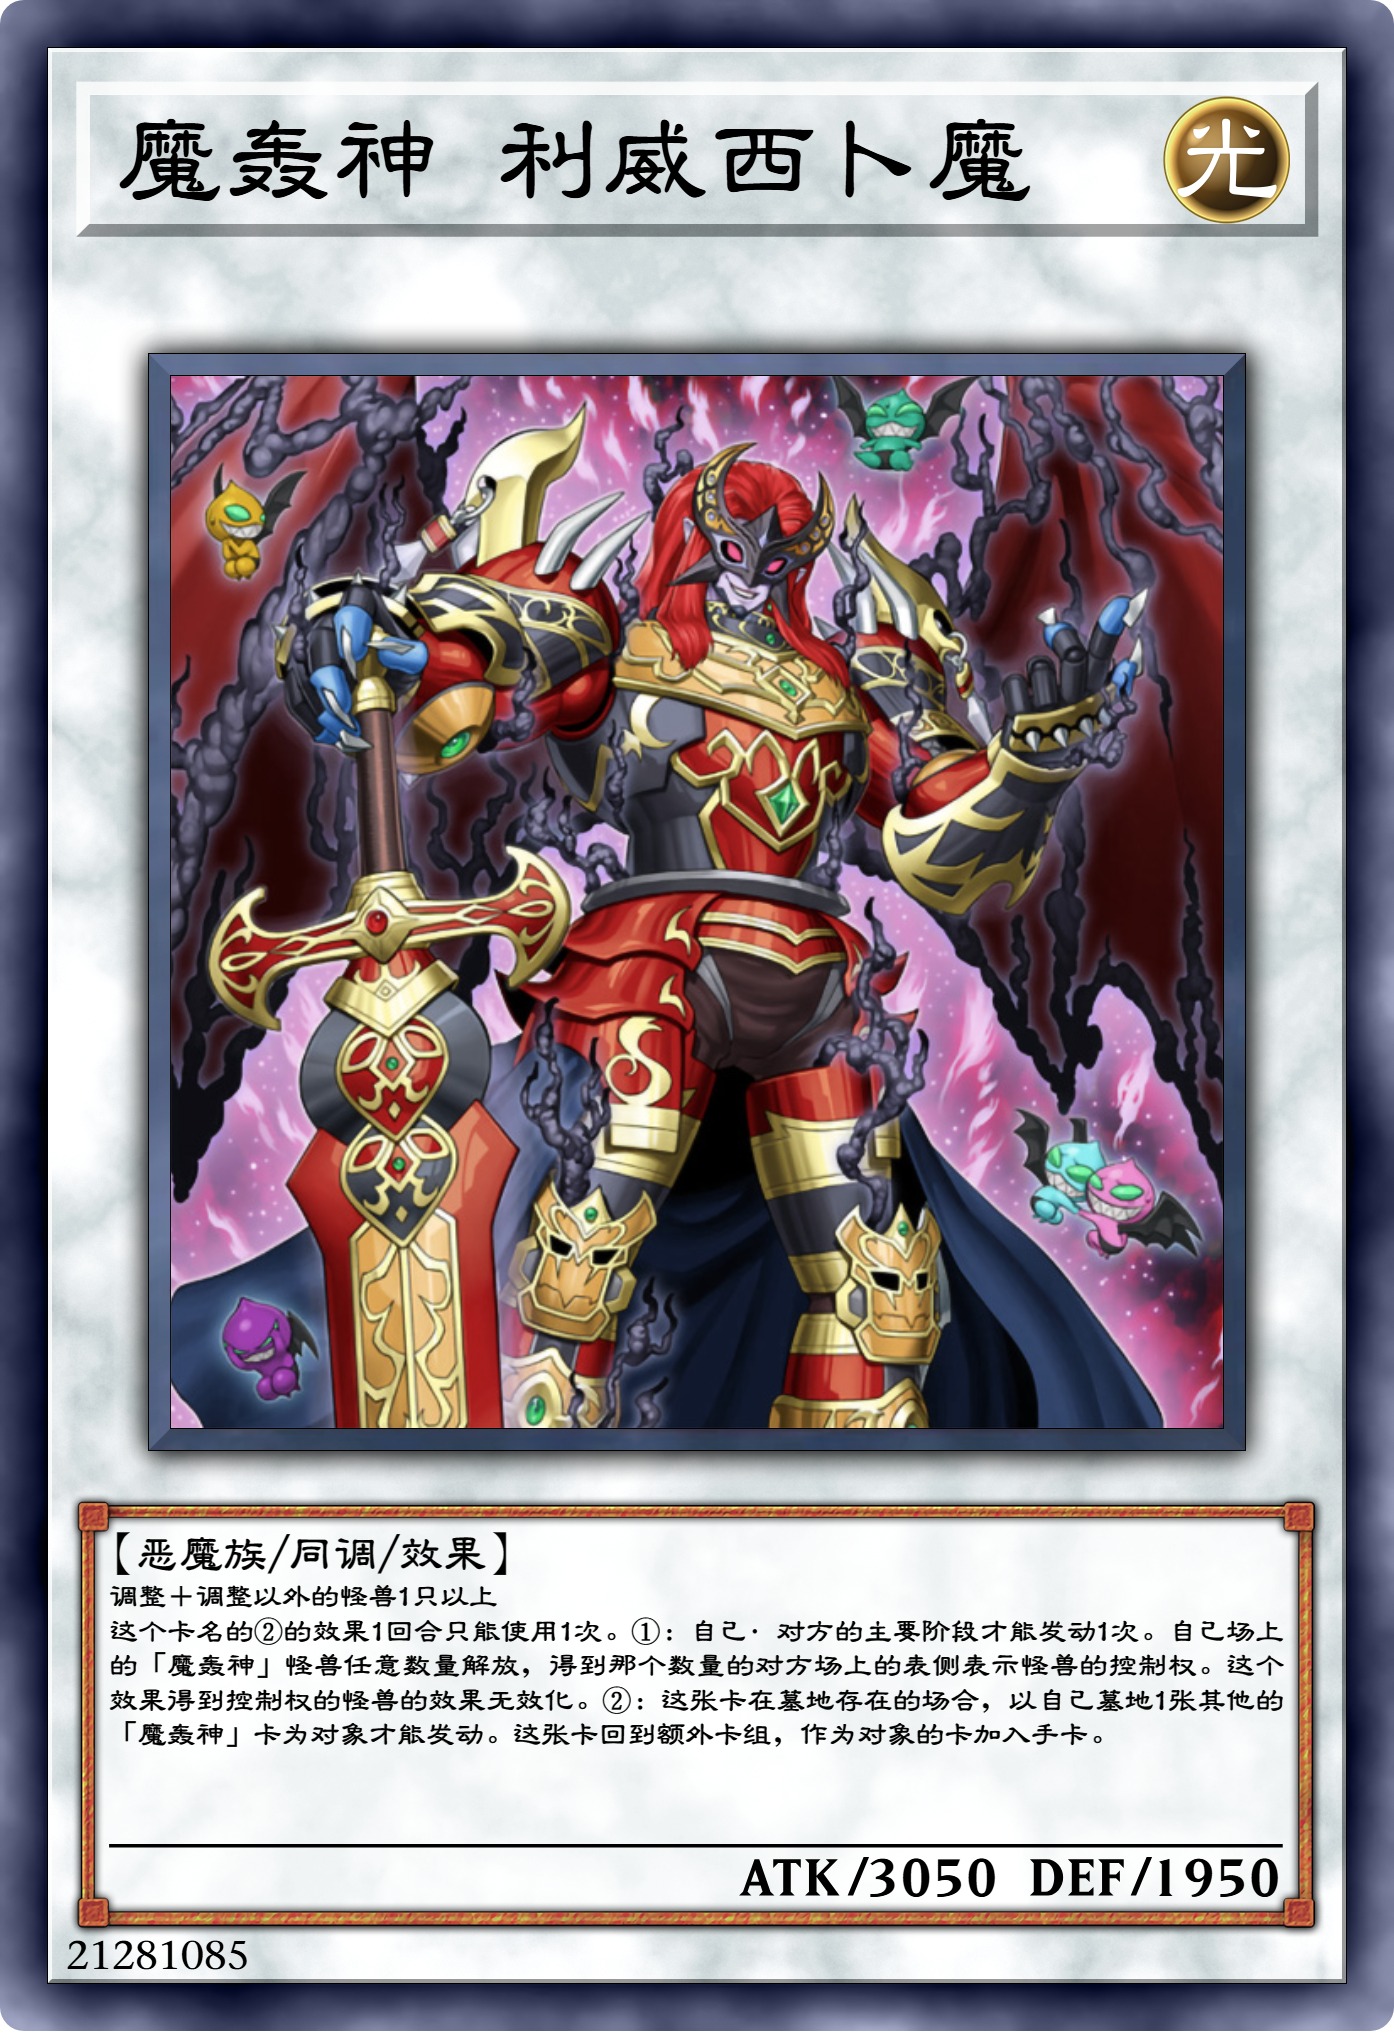 魔轰神 利威西卜魔
光
【恶魔族/同调/效果】
调整＋调整以外的怪兽1只以上
这个卡名的②的效果1回合只能使用1次。①：自己·对方的主要阶段才能发动1次。自己场上
的「魔轰神」怪兽任意数量解放，得到那个数量的对方场上的表侧表示怪兽的控制权。这个
效果得到控制权的怪兽的效果无效化。②：这张卡在墓地存在的场合，以自己墓地1张其他的
「魔轰神」卡为对象才能发动。这张卡回到额外卡组，作为对象的卡加入手卡。
ATK/3050 DEF/1950
21281085